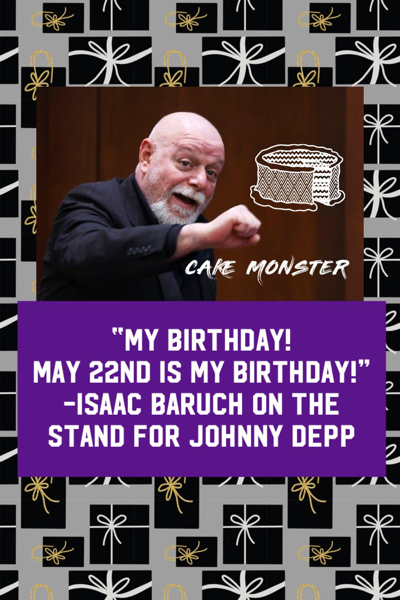 CAKE MONSTER
"MY BIRTHDAY!
MAY 22ND IS MY BIRTHDAY!"
-ISAAC BARUCH ON THE
STAND FOR JOHNNY DEPP